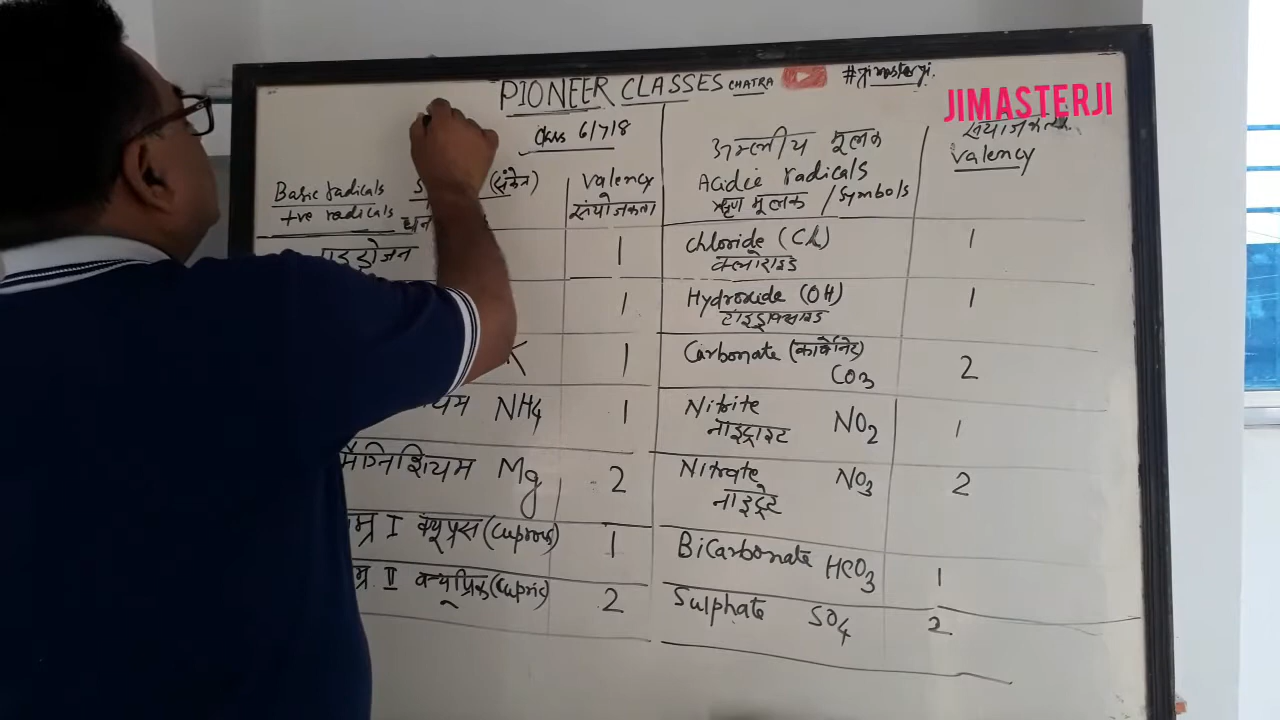 PIONEER CLASSES CHATRA #Jimasterji.
JIMASTERJI
Class 6/7/8
Basic radicals
+ve radicals
(संकेत)
Valency
संयोजकता
अम्लीय मूलक
Acidic radicals
ऋण मूलक / Symbols
संयोजकता
Valency
1
Chloride (Cl)
क्लोराइड
1
1
Hydroxide (OH)
हाइड्राक्साइड
1
K
1
Carbonate (कार्बोनेट)
CO3
2
NH4
1
Nitrite
नाइट्राइट
NO2
1
मैग्निशियम Mg
2
Nitrate
नाइट्रेट
NO3
2
I क्यूप्रस (Cuprous)
1
BiCarbonate HCO3
1
II क्यूप्रिक (Cupric)
2
Sulphate SO4
2